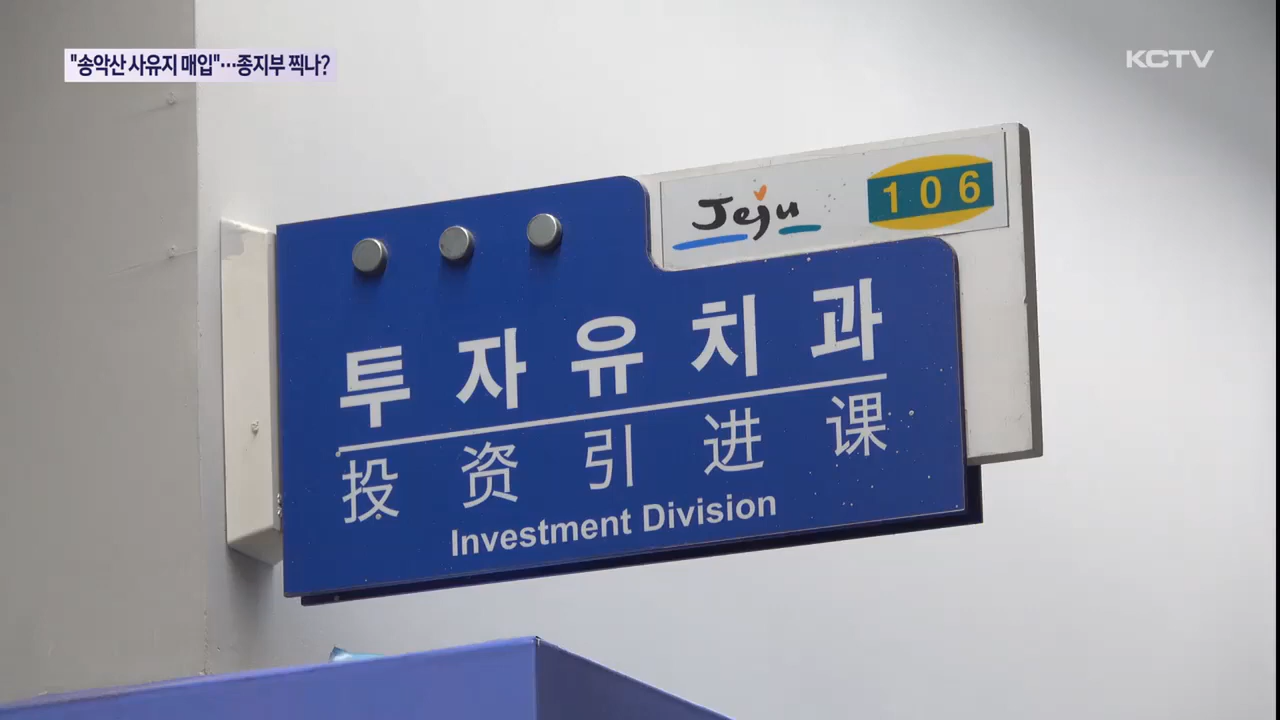 "송악산 사유지 매입"…종지부 찍나?
KCTV
Jeju
106
투자유치과
投资引进课
Investment Division